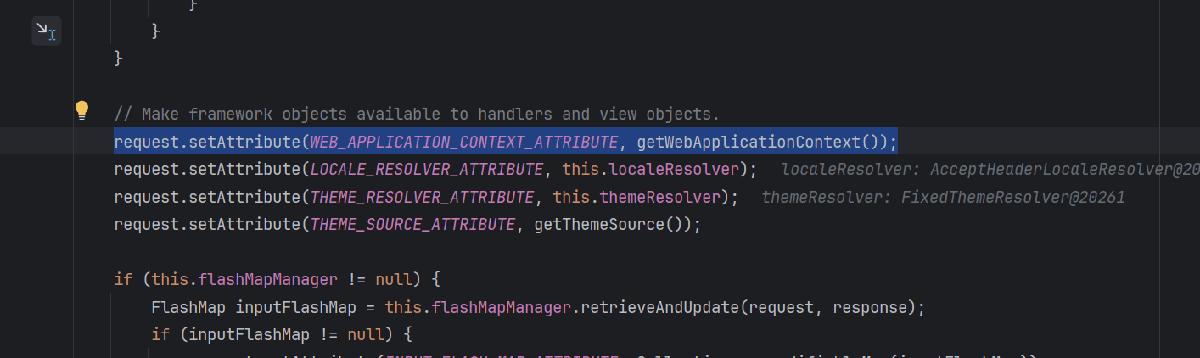 }
}
}
// Make framework objects available to handlers and view objects.
request.setAttribute(WEB_APPLICATION_CONTEXT_ATTRIBUTE, getWebApplicationContext());
request.setAttribute(LOCALE_RESOLVER_ATTRIBUTE, this.localeResolver); localeResolver: AcceptHeaderLocaleResolver@20
request.setAttribute(THEME_RESOLVER_ATTRIBUTE, this.themeResolver); themeResolver: FixedThemeResolver@20261
request.setAttribute(THEME_SOURCE_ATTRIBUTE, getThemeSource());
if (this.flashMapManager != null) {
FlashMap inputFlashMap = this.flashMapManager.retrieveAndUpdate(request, response);
if (inputFlashMap != null) {